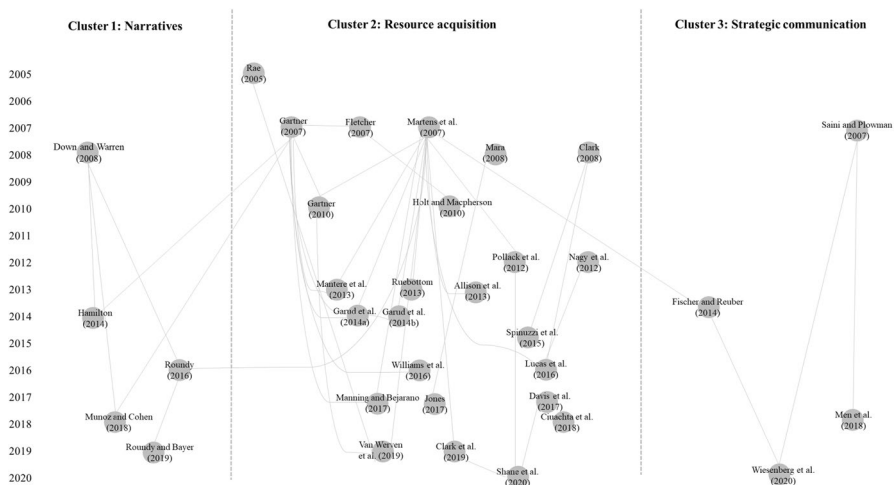 Cluster 1: Narratives
Cluster 2: Resource acquisition
Cluster 3: Strategic communication
2005
2006
2007
2008
2009
2010
2011
2012
2013
2014
2015
2016
2017
2018
2019
2020
Down and Warren
(2008)
Hamilton
(2014)
Roundy
(2016)
Munoz and Cohen
(2018)
Roundy and Bayer
(2019)
Rae
(2005)
Gartner
(2007)
Fletcher
(2007)
Martens et al.
(2007)
Mara
(2008)
Clark
(2008)
Gartner
(2010)
Holt and Macpherson
(2010)
Pollack et al.
(2012)
Nagy et al.
(2012)
Mantere et al.
(2013)
Ruebottom
(2013)
Allison et al.
(2013)
Garud et al.
(2014a)
Garud et al.
(2014b)
Spinuzzi et al.
(2015)
Williams et al.
(2016)
Lucas et al.
(2016)
Manning and Bejarano
(2017)
Jones
(2017)
Davis et al.
(2017)
et al.
(2018)
Van Werven
et al. (2019)
Clark et al.
(2019)
Shane et al.
(2020)
Saini and Plowman
(2007)
Fischer and Reuber
(2014)
Men et al.
(2018)
Wiesenberg et al.
(2020)